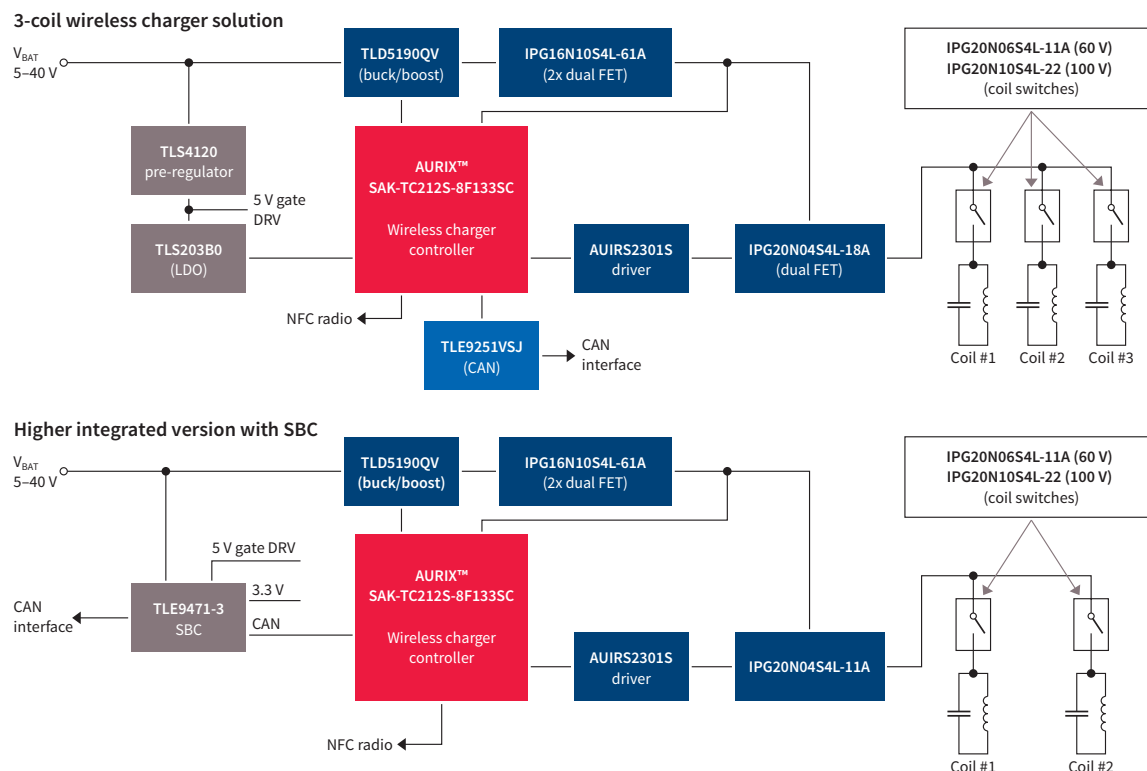 3-coil wireless charger solution
VBAT
5–40 V
TLD5190QV
(buck/boost)
IPG16N10S4L-61A
(2x dual FET)
IPG20N06S4L-11A (60 V)
IPG20N10S4L-22 (100 V)
(coil switches)
TLS4120
pre-regulator
5 V gate
DRV
TLS203B0
(LDO)
AURIX™
SAK-TC212S-8F133SC
Wireless charger
controller
AUIRS2301S
driver
IPG20N04S4L-18A
(dual FET)
NFC radio
TLE9251VSJ
(CAN)
CAN
interface
Coil #1
Coil #2
Coil #3
Higher integrated version with SBC
VBAT
5–40 V
TLD5190QV
(buck/boost)
IPG16N10S4L-61A
(2x dual FET)
IPG20N06S4L-11A (60 V)
IPG20N10S4L-22 (100 V)
(coil switches)
5 V gate DRV
3.3 V
CAN
CAN
interface
TLE9471-3
SBC
AURIX™
SAK-TC212S-8F133SC
Wireless charger
controller
AUIRS2301S
driver
IPG20N04S4L-11A
NFC radio
Coil #1
Coil #2